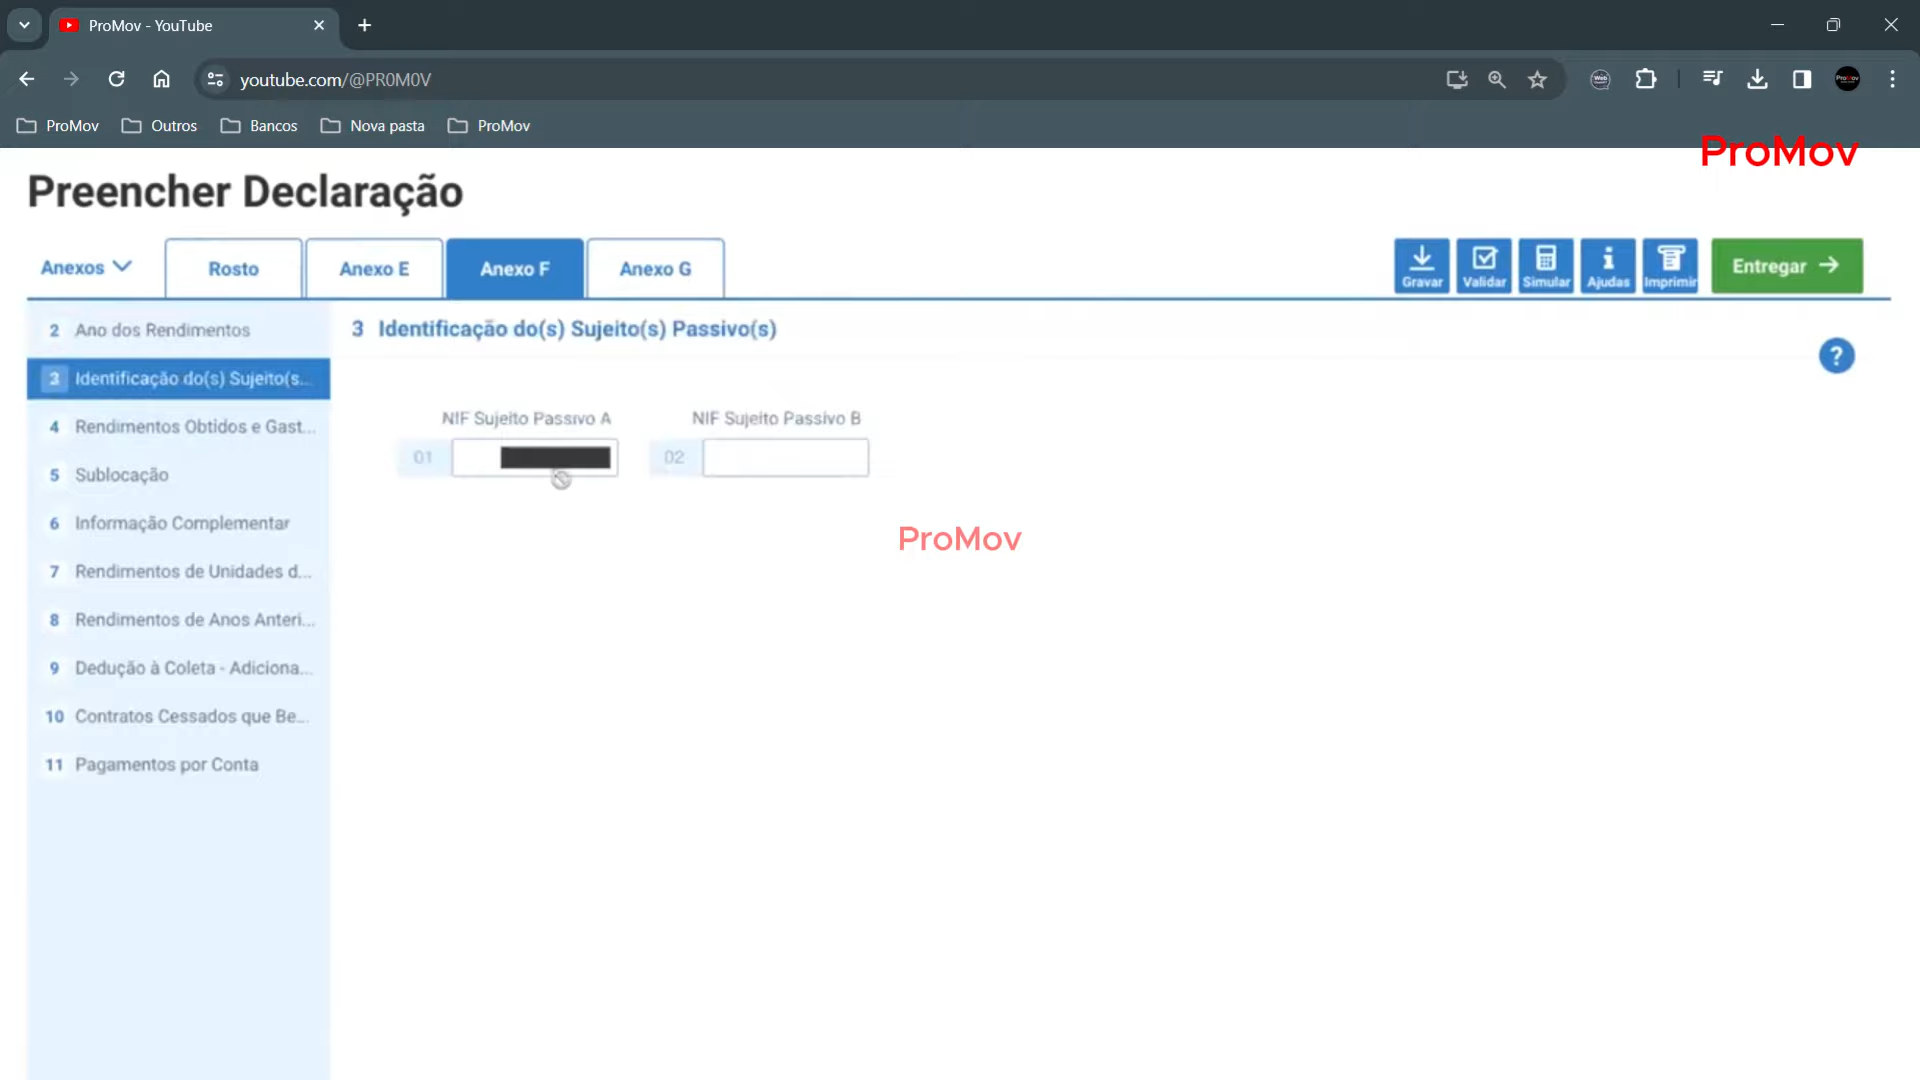 ProMov - YouTube
youtube.com/@PR0M0V
ProMov
Outros
Bancos
Nova pasta
ProMov
ProMov
Preencher Declaração
Anexos
Rosto
Anexo E
Anexo F
Anexo G
Gravar
Validar
Simular
Ajudas
Imprimir
Entregar
2 Ano dos Rendimentos
3 Identificação do(s) Sujeito(s...
4 Rendimentos Obtidos e Gast...
5 Sublocação
6 Informação Complementar
7 Rendimentos de Unidades d...
8 Rendimentos de Anos Anteri...
9 Dedução à Coleta - Adiciona...
10 Contratos Cessados que Be...
11 Pagamentos por Conta
3 Identificação do(s) Sujeito(s) Passivo(s)
?
NIF Sujeito Passivo A
NIF Sujeito Passivo B
01
02
ProMov